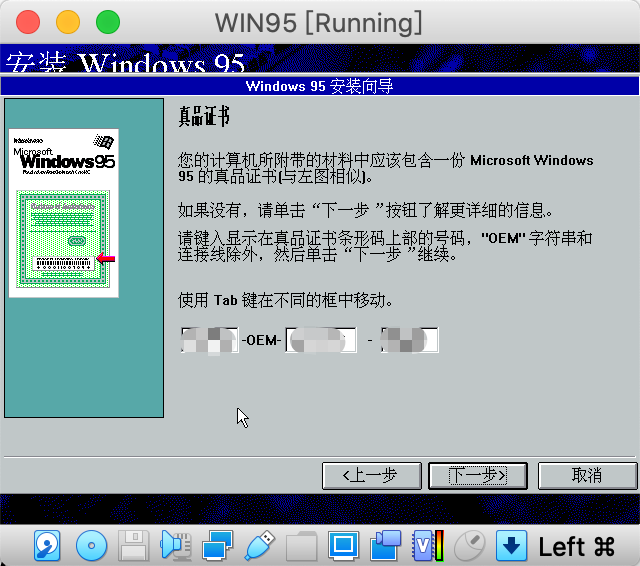 WIN95 [Running]
安装 Windows 95
Windows 95 安装向导
真品证书
Microsoft
Windows95
您的计算机所附带的材料中应该包含一份 Microsoft Windows
95 的真品证书(与左图相似)。
如果没有，请单击“下一步 ”按钮了解更详细的信息。
请键入显示在真品证书条形码上部的号码，"OEM" 字符串和
连接线除外，然后单击“下一步 ”继续。
使用 Tab 键在不同的框中移动。
-OEM- -
<上一步 下一步> 取消
Left ⌘